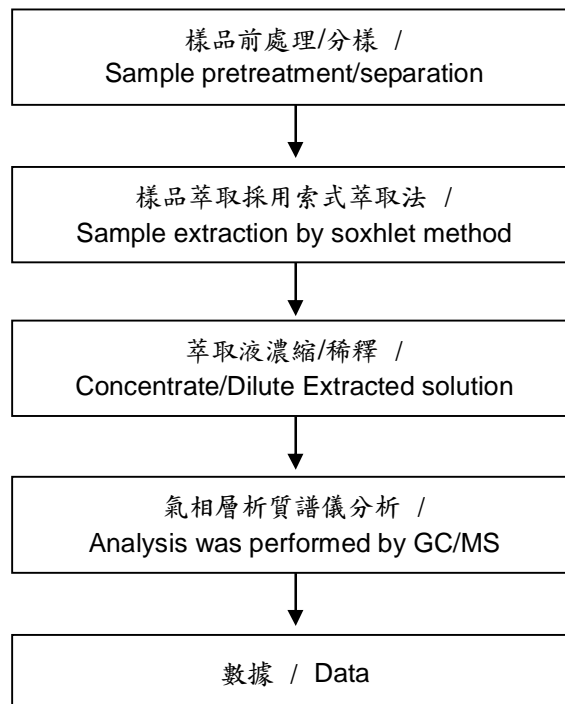 樣品前處理/分樣 /
Sample pretreatment/separation
樣品萃取採用索式萃取法 /
Sample extraction by soxhlet method
萃取液濃縮/稀釋 /
Concentrate/Dilute Extracted solution
氣相層析質譜儀分析 /
Analysis was performed by GC/MS
數據 / Data